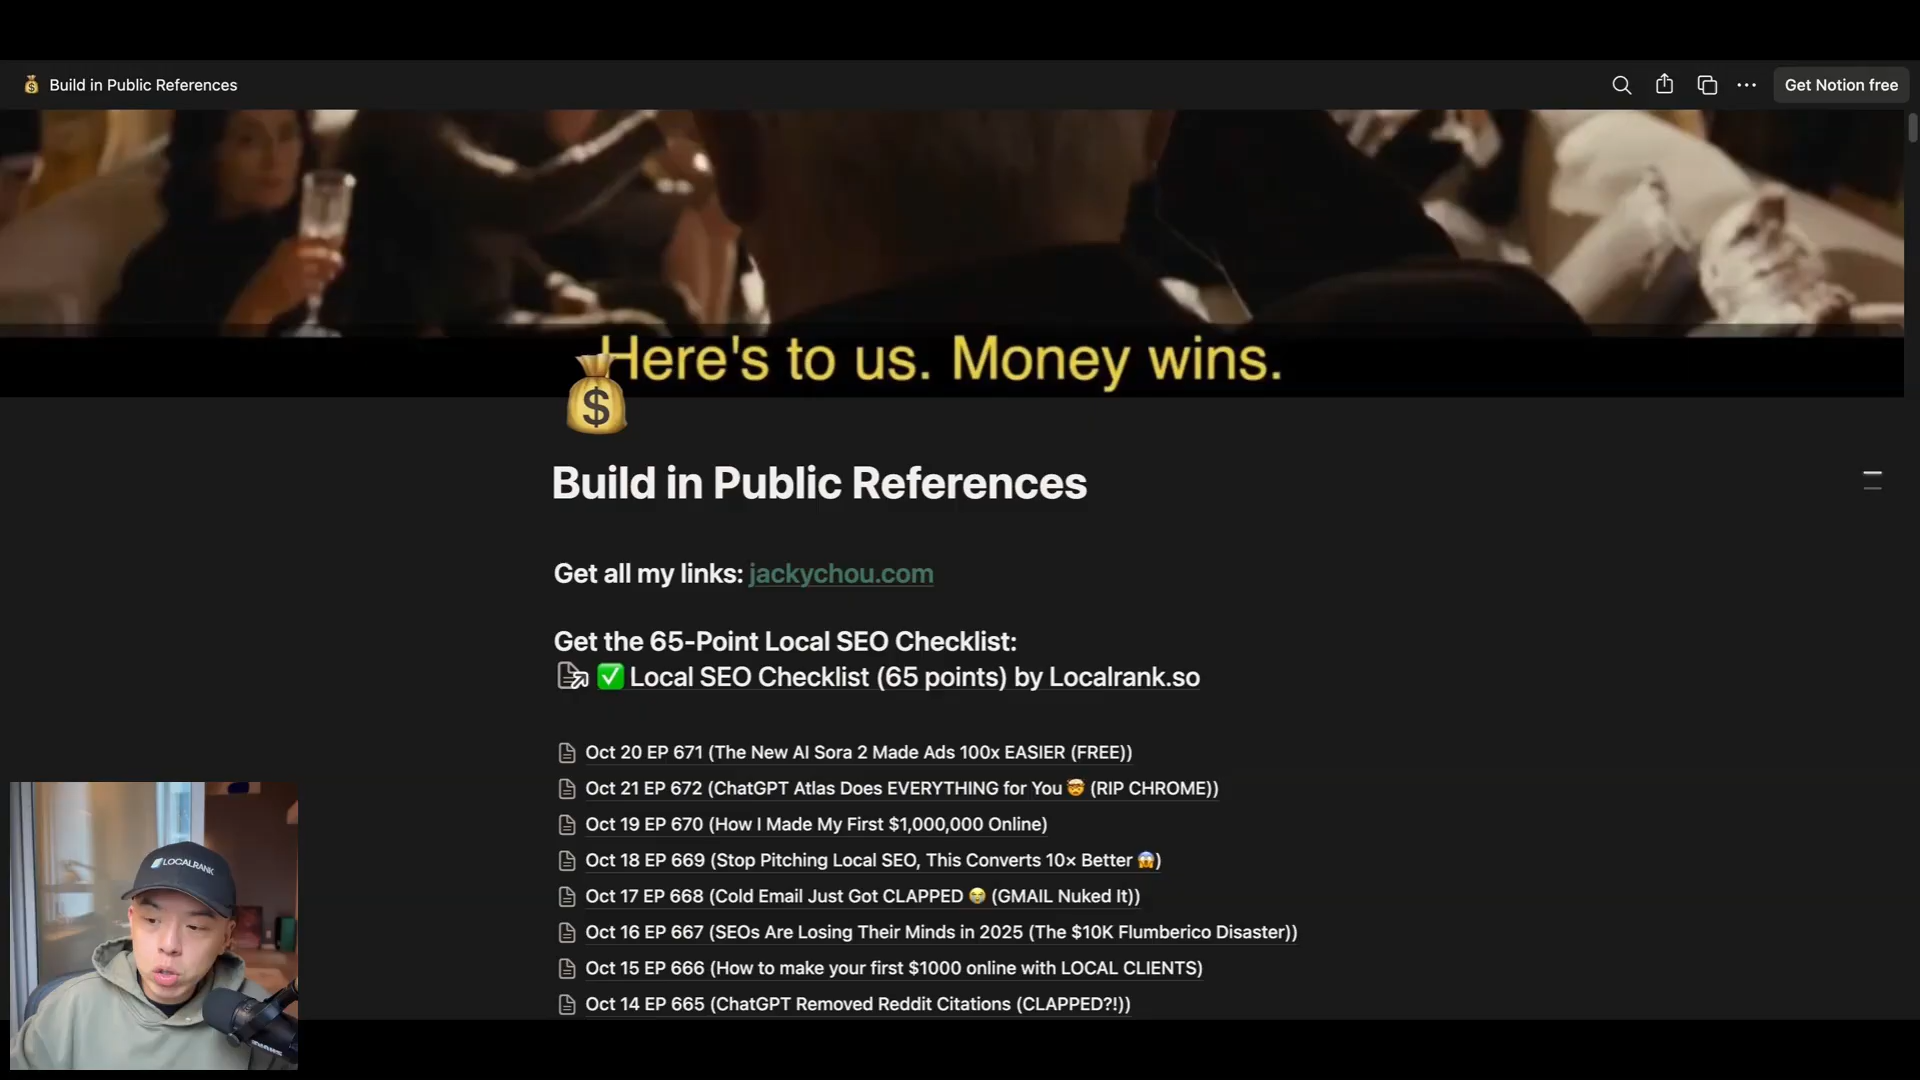 Build in Public References
Get Notion free
Here's to us. Money wins.
Build in Public References
Get all my links: jackychou.com
Get the 65-Point Local SEO Checklist:
✅ Local SEO Checklist (65 points) by Localrank.so
Oct 20 EP 671 (The New AI Sora 2 Made Ads 100x EASIER (FREE))
Oct 21 EP 672 (ChatGPT Atlas Does EVERYTHING for You 🤯 (RIP CHROME))
Oct 19 EP 670 (How I Made My First $1,000,000 Online)
Oct 18 EP 669 (Stop Pitching Local SEO, This Converts 10× Better 😱)
Oct 17 EP 668 (Cold Email Just Got CLAPPED 😭 (GMAIL Nuked It))
Oct 16 EP 667 (SEOs Are Losing Their Minds in 2025 (The $10K Flumberico Disaster))
Oct 15 EP 666 (How to make your first $1000 online with LOCAL CLIENTS)
Oct 14 EP 665 (ChatGPT Removed Reddit Citations (CLAPPED?!))
LOCALRANK